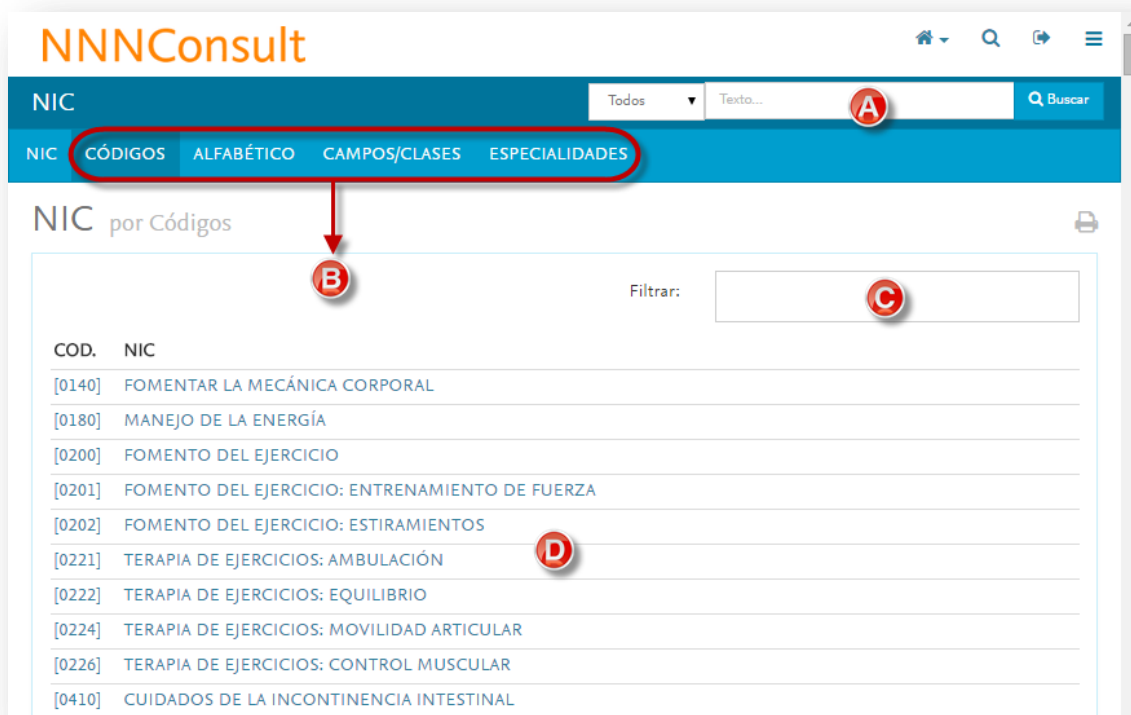 NNNConsult
NIC Todos Texto... A Buscar
NIC CÓDIGOS ALFABÉTICO CAMPOS/CLASES ESPECIALIDADES
NIC por Códigos
B
Filtrar: C
COD. NIC
[0140] FOMENTAR LA MECÁNICA CORPORAL
[0180] MANEJO DE LA ENERGÍA
[0200] FOMENTO DEL EJERCICIO
[0201] FOMENTO DEL EJERCICIO: ENTRENAMIENTO DE FUERZA
[0202] FOMENTO DEL EJERCICIO: ESTIRAMIENTOS
D
[0221] TERAPIA DE EJERCICIOS: AMBULACIÓN
[0222] TERAPIA DE EJERCICIOS: EQUILIBRIO
[0224] TERAPIA DE EJERCICIOS: MOVILIDAD ARTICULAR
[0226] TERAPIA DE EJERCICIOS: CONTROL MUSCULAR
[0410] CUIDADOS DE LA INCONTINENCIA INTESTINAL